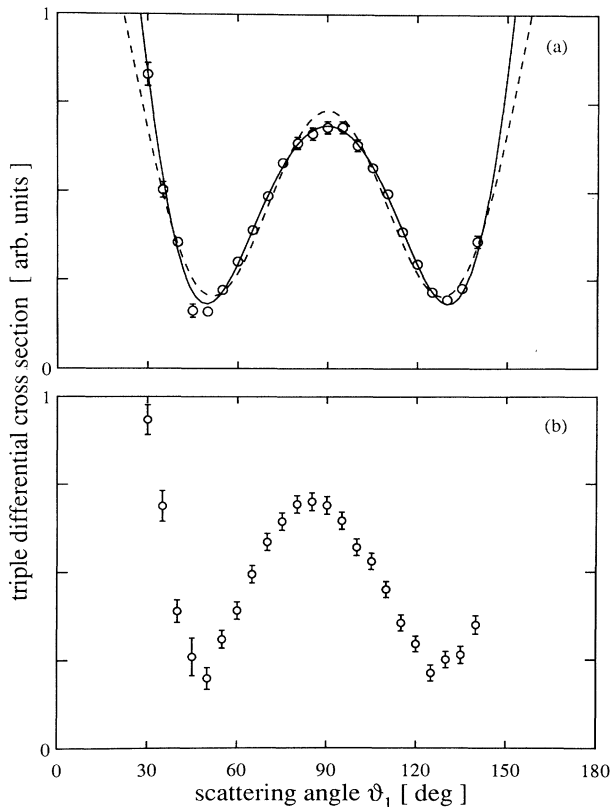 1
(a)
0
1
(b)
0
0 30 60 90 120 150 180
scattering angle ϑ₁ [ deg ]
triple differential cross section [ arb. units ]